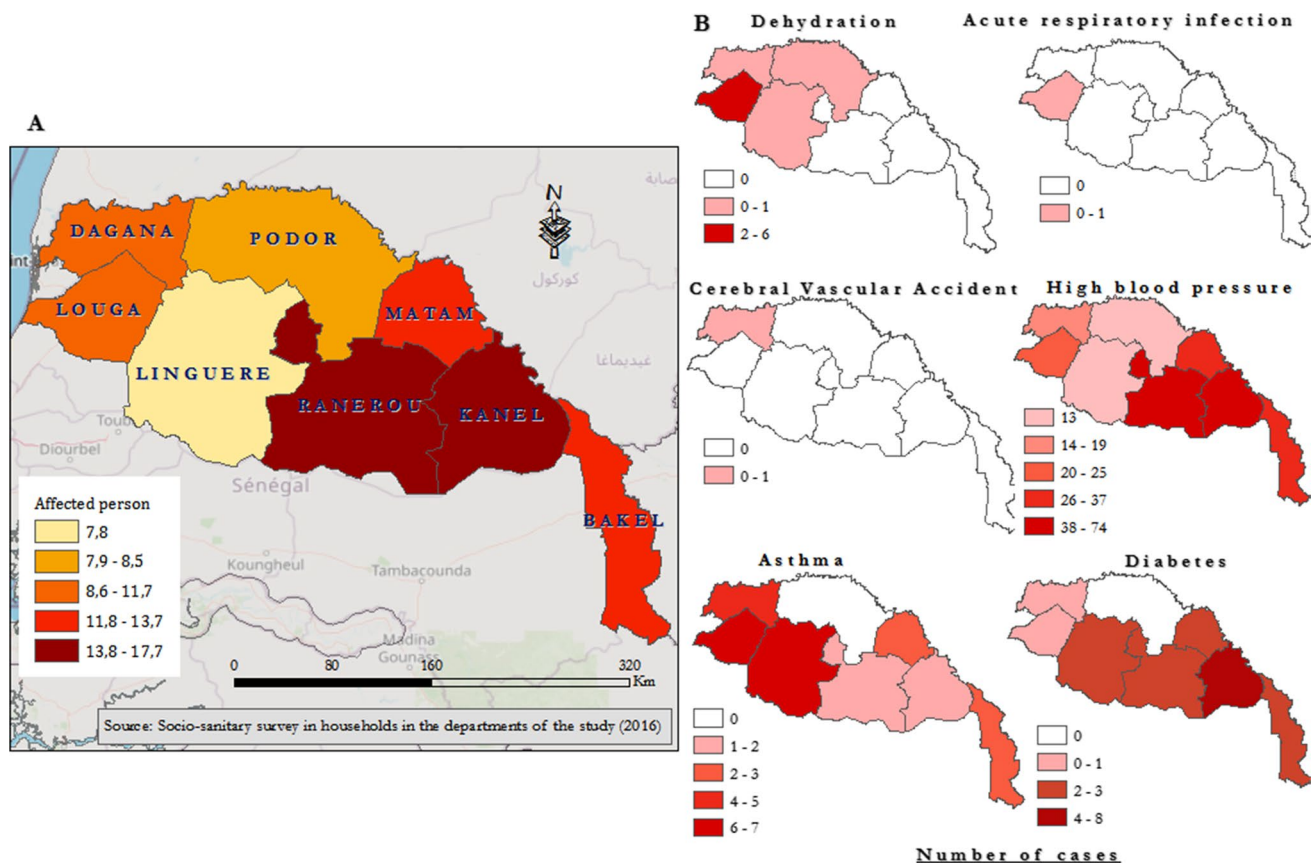 A
N
DAGANA
PODOR
LOUGA
MATAM
LINGUERE
RANEROU
KANEL
BAKEL
صابة
كوركول
غيديماغا
int-
Toub
Diourbel
Sénégal
Koungheul
Tambacounda
Madina
Gounass
Affected person
7,8
7,9 - 8,5
8,6 - 11,7
11,8 - 13,7
13,8 - 17,7
0 80 160 320
Km
Source: Socio-sanitary survey in households in the departments of the study (2016)
B
Dehydration
0
0 - 1
2 - 6
Acute respiratory infection
0
0 - 1
Cerebral Vascular Accident
0
0 - 1
High blood pressure
13
14 - 19
20 - 25
26 - 37
38 - 74
Asthma
0
1 - 2
2 - 3
4 - 5
6 - 7
Diabetes
0
0 - 1
2 - 3
4 - 8
Number of cases